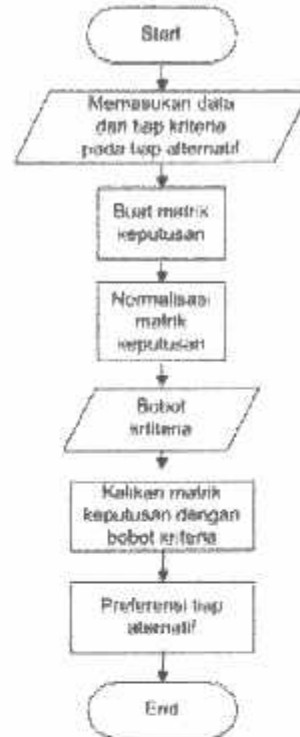 Start
Memasukan data
dari tiap kriteria
pada tiap alternatif
Buat matrik
keputusan
Normalisasi
matrik
keputusan
Bobot
kriteria
Kalikan matrik
keputusan dengan
bobot kriteria
Preferensi tiap
alternatif
End